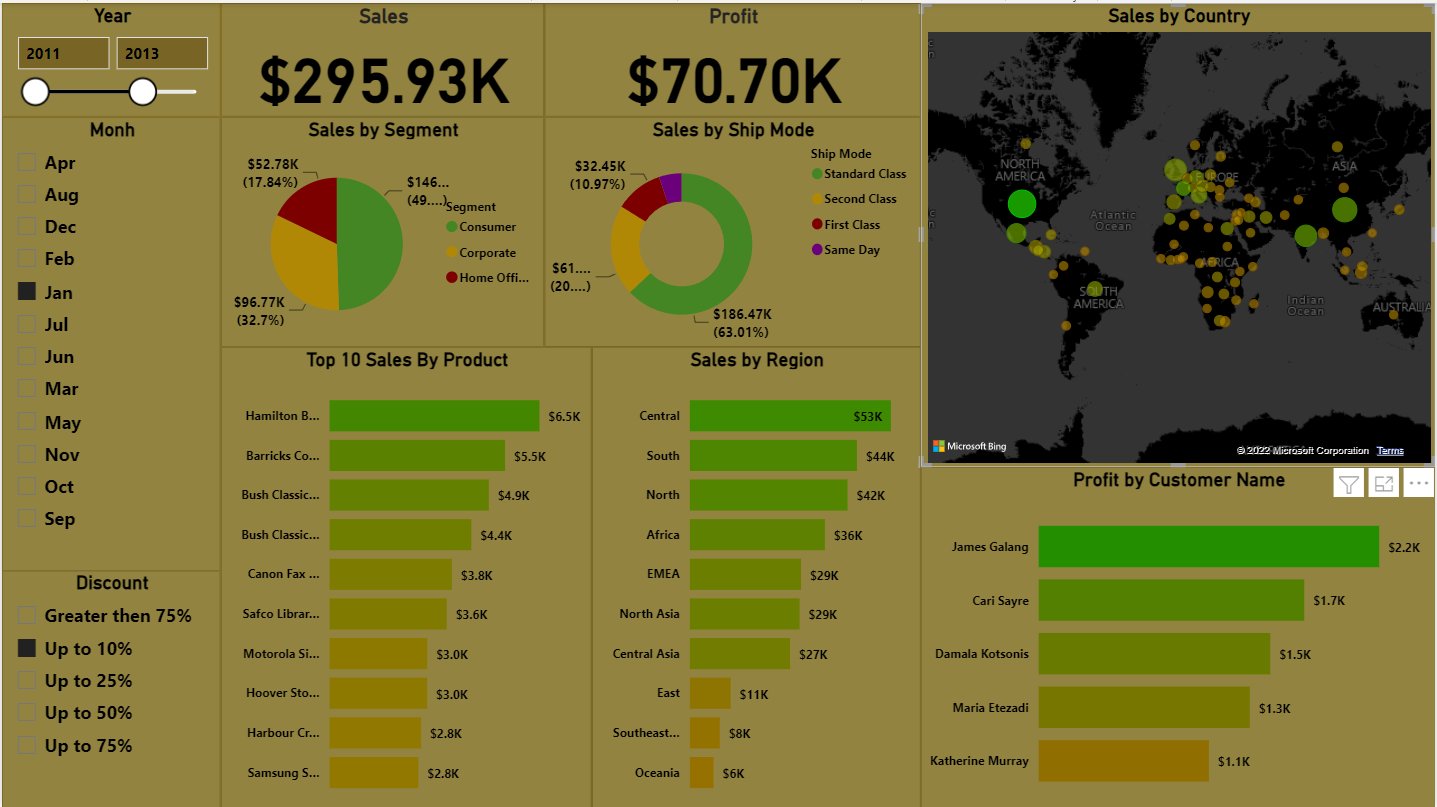 Year
2011
2013
Sales
$295.93K
Profit
$70.70K
Monh
Apr
Aug
Dec
Feb
Jan
Jul
Jun
Mar
May
Nov
Oct
Sep
Discount
Greater then 75%
Up to 10%
Up to 25%
Up to 50%
Up to 75%
Sales by Segment
$52.78K
(17.84%)
$146...
(49....)
$96.77K
(32.7%)
Segment
Consumer
Corporate
Home Offi...
Sales by Ship Mode
$32.45K
(10.97%)
$61....
(20....)
$186.47K
(63.01%)
Ship Mode
Standard Class
Second Class
First Class
Same Day
Top 10 Sales By Product
Hamilton B... $6.5K
Barricks Co... $5.5K
Bush Classic... $4.9K
Bush Classic... $4.4K
Canon Fax ... $3.8K
Safco Librar... $3.6K
Motorola Si... $3.0K
Hoover Sto... $3.0K
Harbour Cr... $2.8K
Samsung S... $2.8K
Sales by Region
Central $53K
South $44K
North $42K
Africa $36K
EMEA $29K
North Asia $29K
Central Asia $27K
East $11K
Southeast... $8K
Oceania $6K
Sales by Country
NORTH
AMERICA
EUROPE
ASIA
Atlantic
Ocean
AFRICA
SOUTH
AMERICA
Indian
Ocean
AUSTRALIA
Microsoft Bing
© 2022 Microsoft Corporation Terms
Profit by Customer Name
James Galang $2.2K
Cari Sayre $1.7K
Damala Kotsonis $1.5K
Maria Etezadi $1.3K
Katherine Murray $1.1K